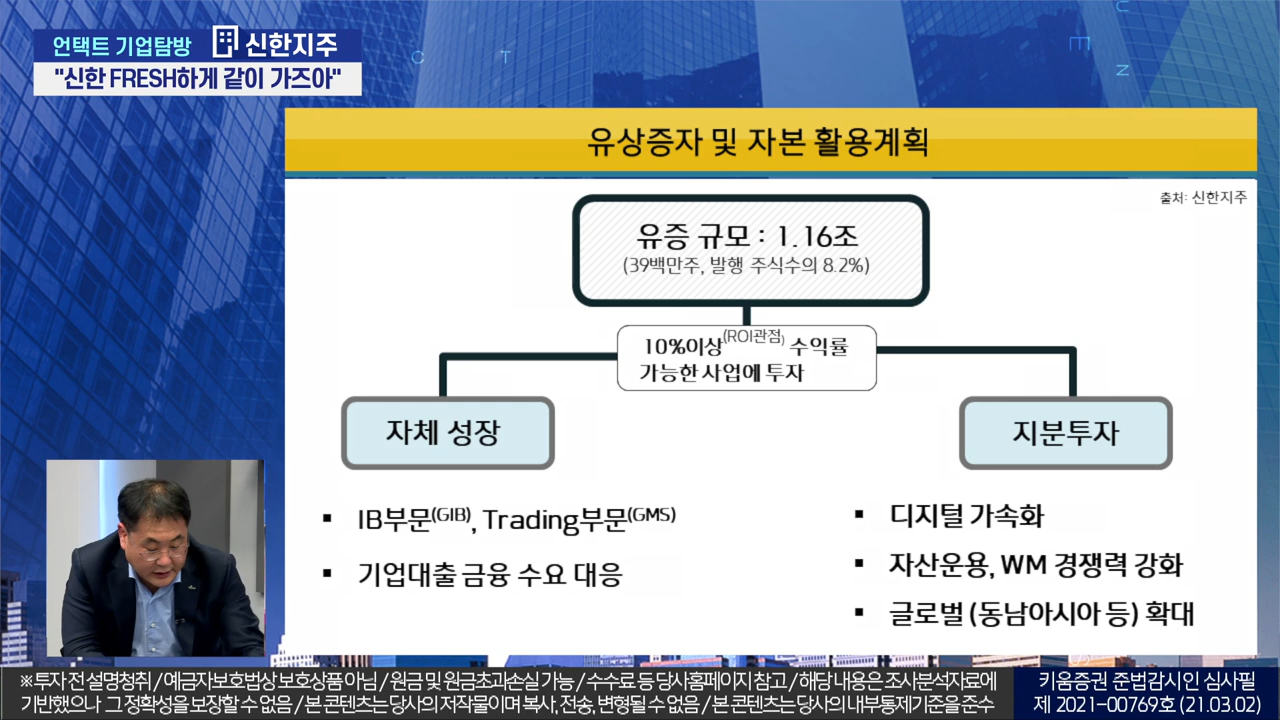 언택트 기업탐방 신한지주
"신한 FRESH하게 같이 가즈아"
C T
U
E
N
유상증자 및 자본 활용계획
출처: 신한지주
유증 규모 : 1.16조
(39백만주, 발행 주식수의 8.2%)
10%이상(ROI관점) 수익률
가능한 사업에 투자
자체 성장
지분투자
▪ IB부문(GIB), Trading부문(GMS)
▪ 기업대출 금융 수요 대응
▪ 디지털 가속화
▪ 자산운용, WM 경쟁력 강화
▪ 글로벌 (동남아시아 등) 확대
※ 투자 전 설명청취 / 예금자보호법상 보호상품 아님 / 원금 및 원금초과손실 가능 / 수수료 등 당사홈페이지 참고 / 해당 내용은 조사분석자료에
기반했으나 그 정확성을 보장할 수 없음 / 본 콘텐츠는 당사의 저작물이며 복사, 전송, 변형될 수 없음 / 본 콘텐츠는 당사의 내부통제기준을 준수
키움증권 준법감시인 심사필
제 2021-00769호 (21.03.02)